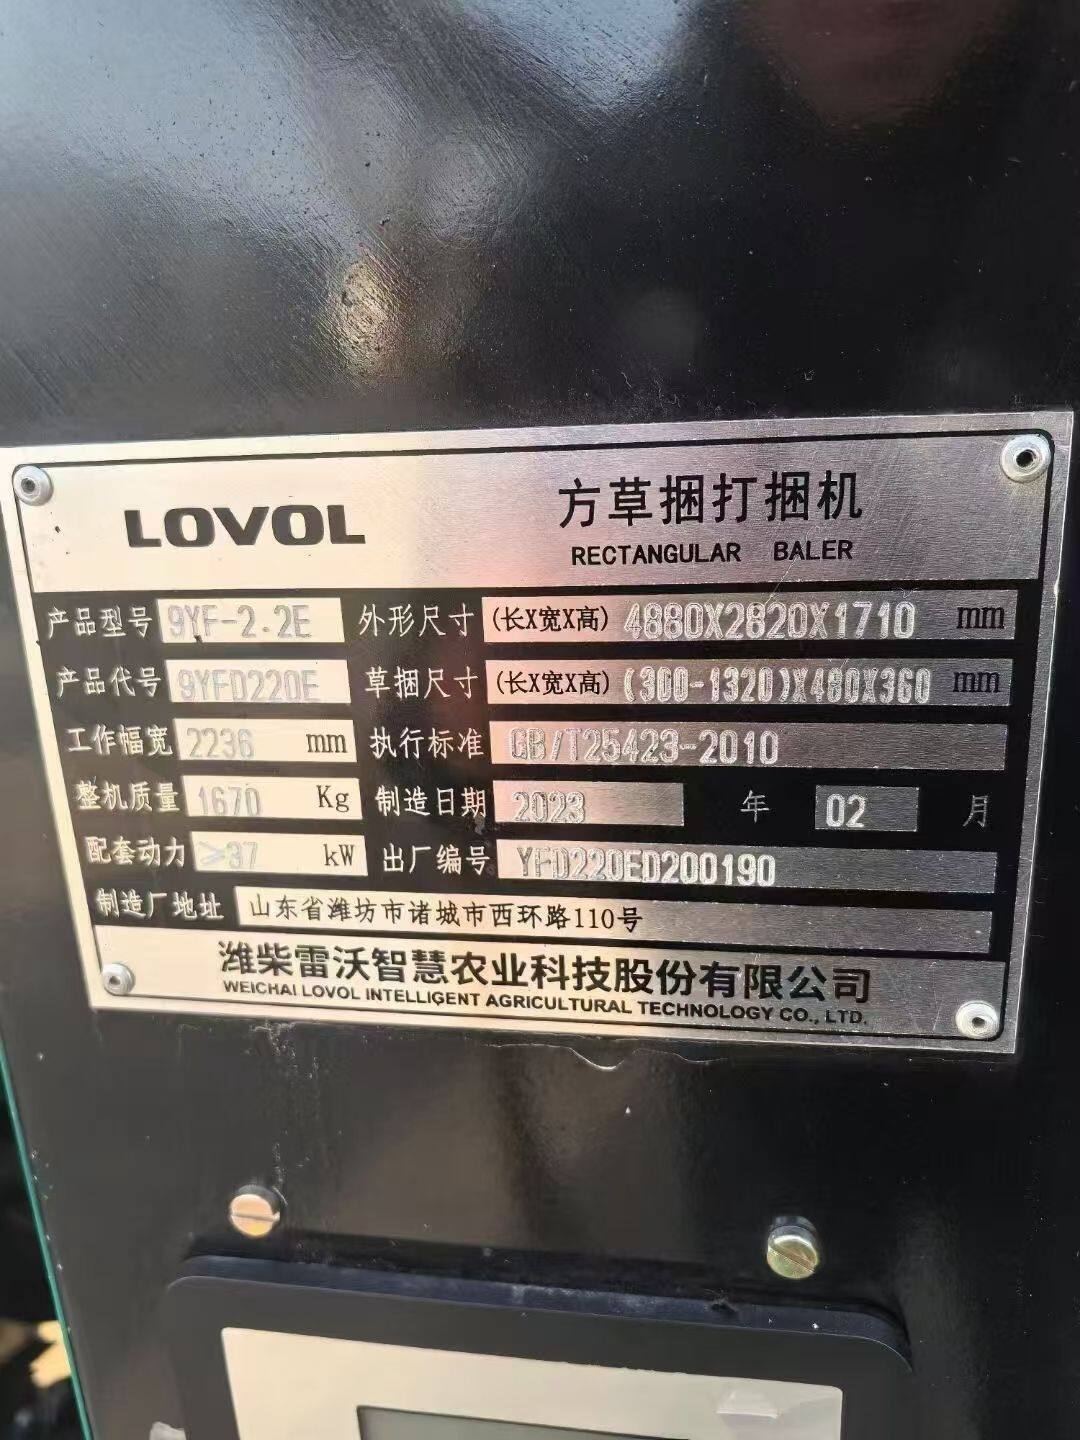 LOVOL
方草捆打捆机
RECTANGULAR BALER
产品型号 9YF-2.2E 外形尺寸 (长X宽X高) 4880X2820X1710 mm
产品代号 9YFD220E 草捆尺寸 (长X宽X高) (300-1320)X480X360 mm
工作幅宽 2236 mm 执行标准 GB/T25423-2010
整机质量 1670 Kg 制造日期 2023 年 02 月
配套动力 ≥37 kW 出厂编号 YFD220ED200190
制造厂地址 山东省潍坊市诸城市西环路110号
潍柴雷沃智慧农业科技股份有限公司
WEICHAI LOVOL INTELLIGENT AGRICULTURAL TECHNOLOGY CO., LTD.